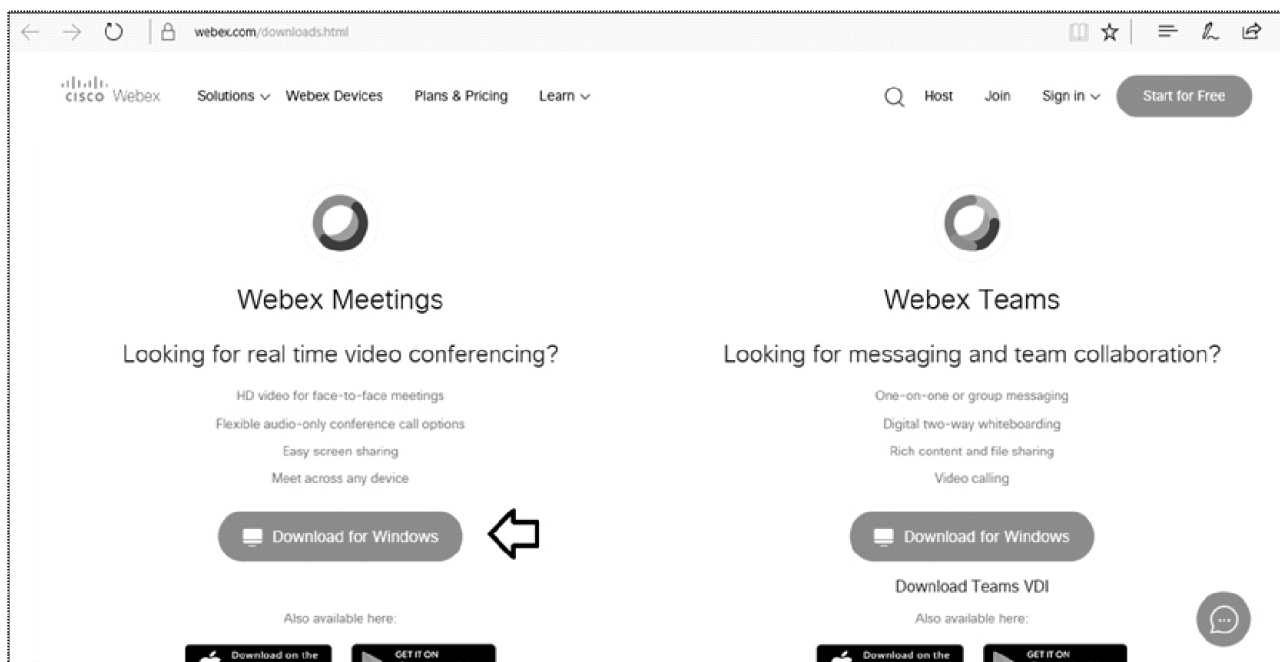 webex.com/downloads.html
CISCO Webex
Solutions Webex Devices Plans & Pricing Learn Host Join Sign in Start for Free
Webex Meetings
Looking for real time video conferencing?
HD video for face-to-face meetings
Flexible audio-only conference call options
Easy screen sharing
Meet across any device
Download for Windows
Also available here:
Download on the
GET IT ON
Webex Teams
Looking for messaging and team collaboration?
One-on-one or group messaging
Digital two-way whiteboarding
Rich content and file sharing
Video calling
Download for Windows
Download Teams VDI
Also available here:
Download on the
GET IT ON